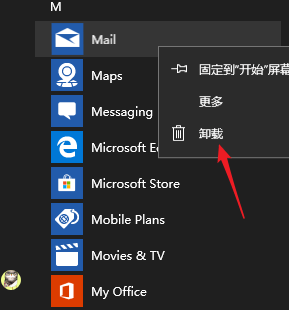 M
Mail
Maps
固定到“开始”屏幕
Messaging
更多
Microsoft
卸载
Microsoft Store
Mobile Plans
Movies & TV
My Office